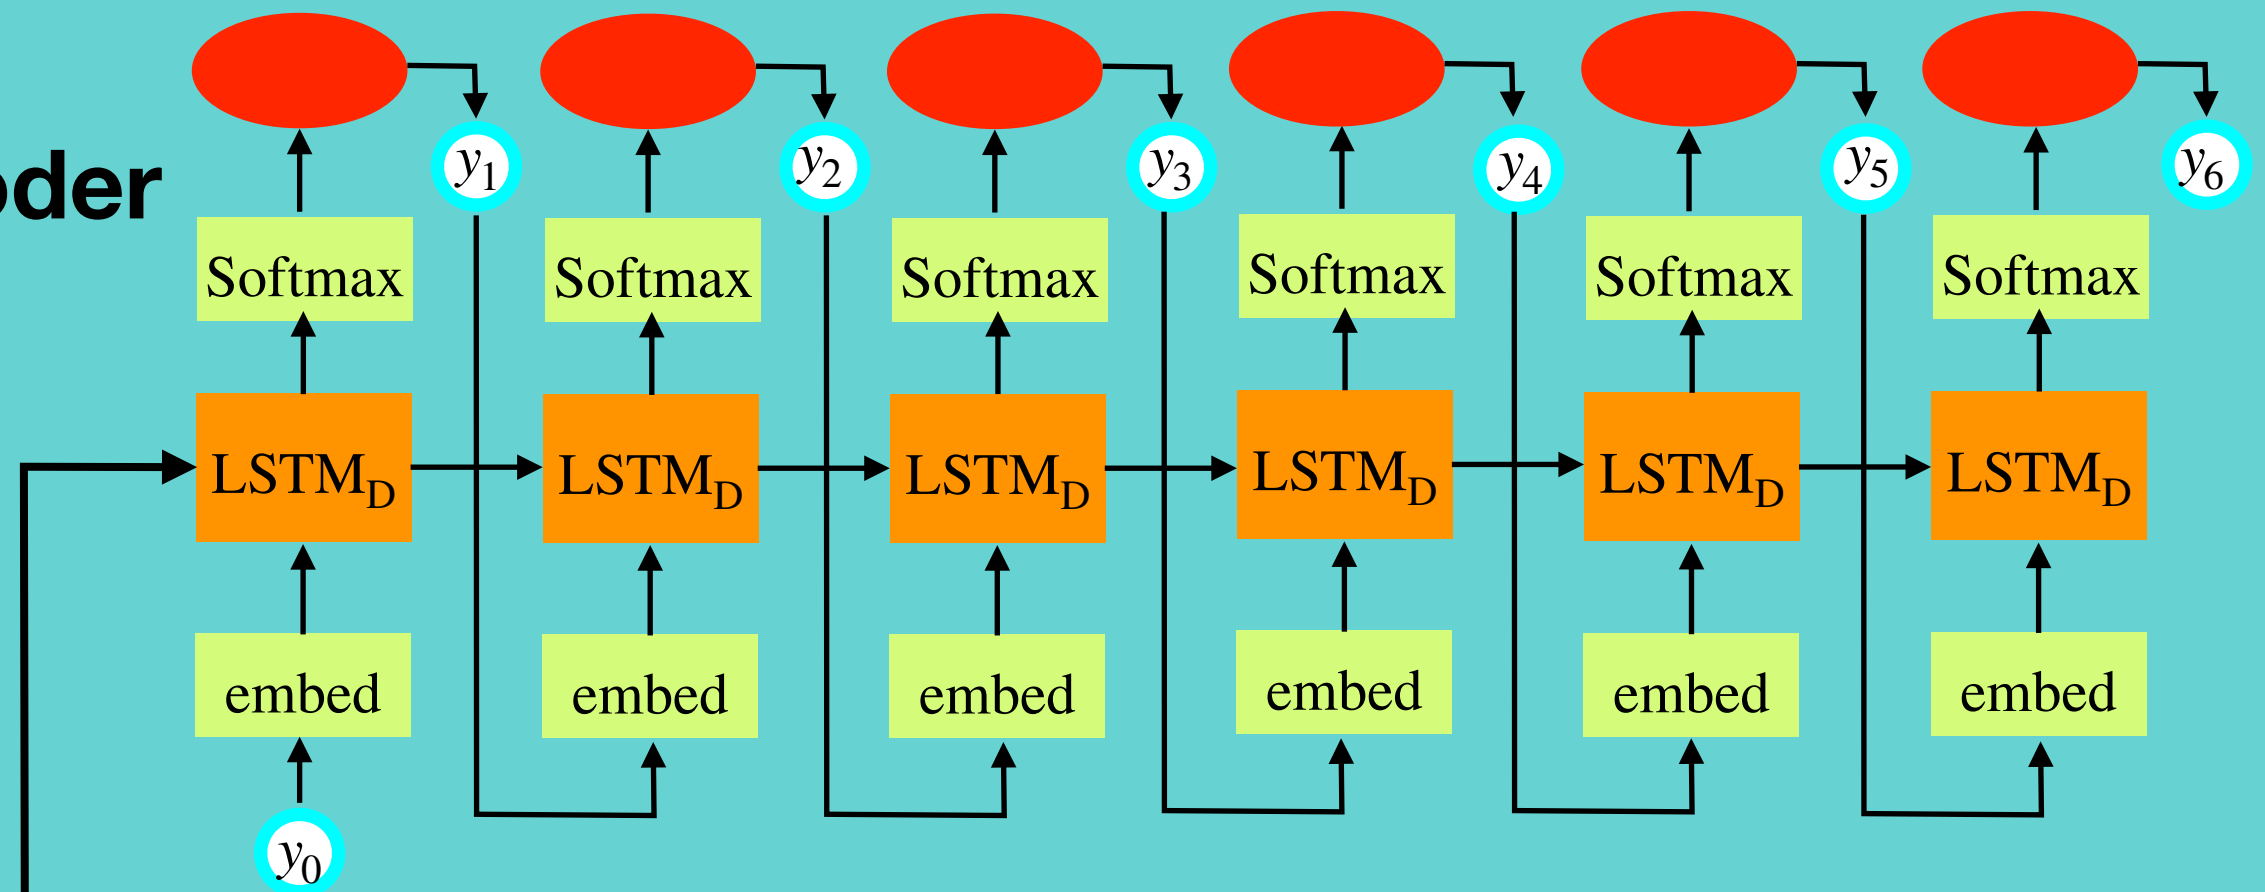 y1 y2 y3 y4 y5 y6
oder
Softmax Softmax Softmax Softmax Softmax Softmax
LSTMD LSTMD LSTMD LSTMD LSTMD LSTMD
embed embed embed embed embed embed
y0